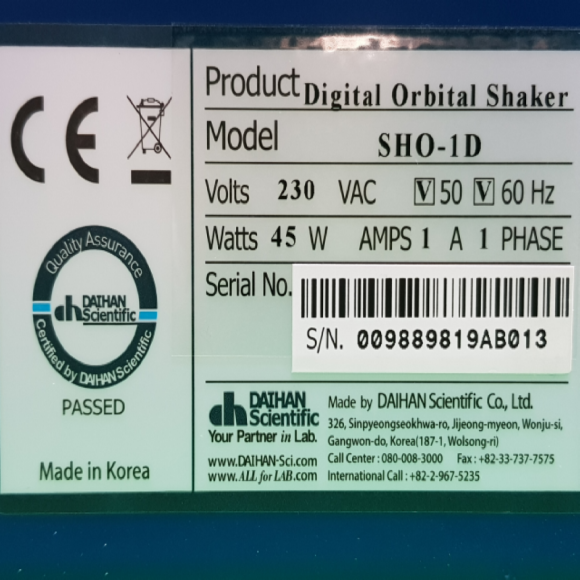 CE
Quality Assurance
DAIHAN
Scientific
Certified by DAIHAN Scientific
PASSED
Made in Korea
Product Digital Orbital Shaker
Model SHO-1D
Volts 230 VAC V 50 V 60 Hz
Watts 45 W AMPS 1 A 1 PHASE
Serial No.
S/N. 009889819AB013
dh DAIHAN
Scientific
Your Partner in Lab.
www.DAIHAN-Sci.com
www.ALL for LAB.com
Made by DAIHAN Scientific Co., Ltd.
326, Sinpyeongseokhwa-ro, Jijeong-myeon, Wonju-si,
Gangwon-do, Korea(187-1, Wolsong-ri)
Call Center : 080-008-3000 Fax : +82-33-737-7575
International Call : +82-2-967-5235